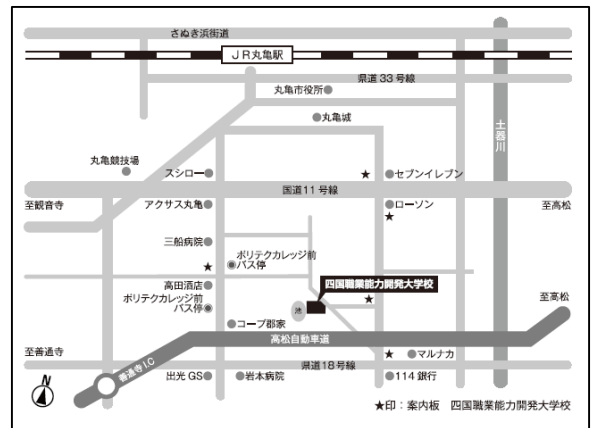 さぬき浜街道
JR丸亀駅
県道33号線
丸亀市役所
丸亀城
土器川
丸亀競技場
スシロー
★
セブンイレブン
国道11号線
至観音寺
アクサス丸亀
ローソン
★
至高松
三船病院
ポリテクカレッジ前
バス停
★
高田酒店
四国職業能力開発大学校
ポリテクカレッジ前
バス停
池
★
至高松
コープ郡家
高松自動車道
至善通寺
★
マルナカ
善通寺I.C
県道18号線
出光GS
岩本病院
114銀行
N
★印：案内板 四国職業能力開発大学校